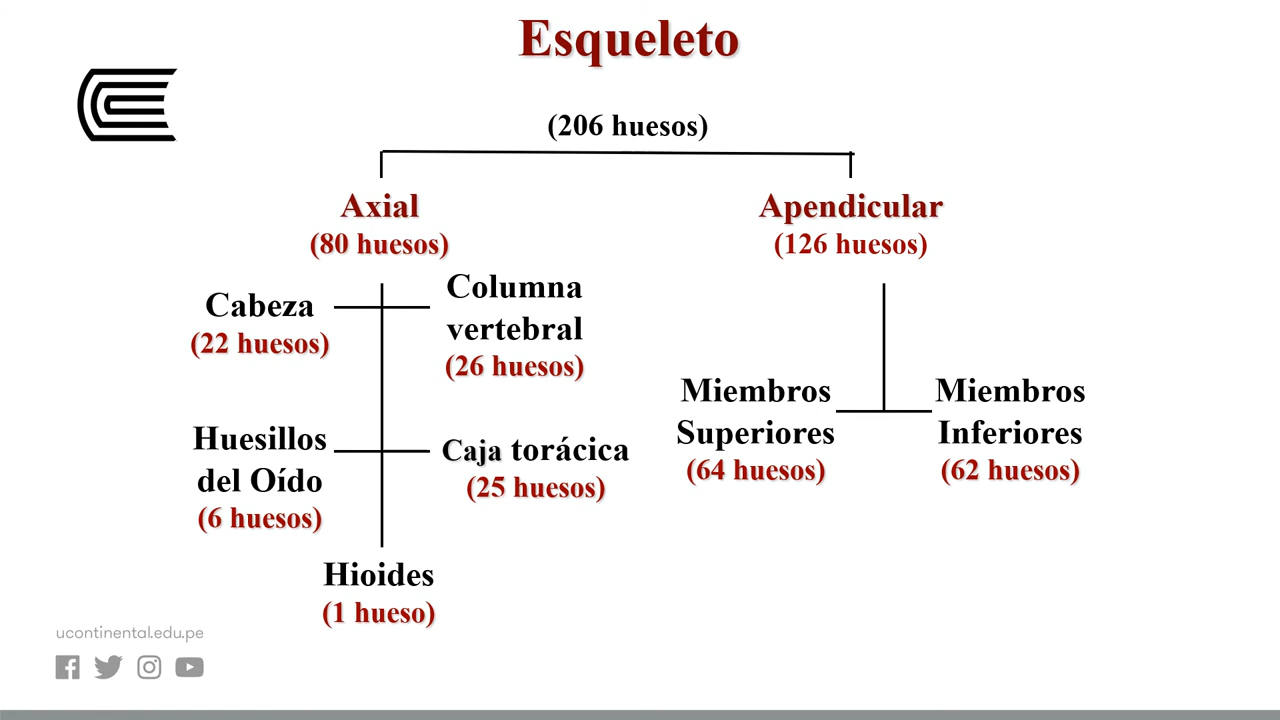 Esqueleto
(206 huesos)
Axial
(80 huesos)
Apendicular
(126 huesos)
Cabeza
(22 huesos)
Columna
vertebral
(26 huesos)
Huesillos
del Oído
(6 huesos)
Caja torácica
(25 huesos)
Hioides
(1 hueso)
Miembros
Superiores
(64 huesos)
Miembros
Inferiores
(62 huesos)
ucontinental.edu.pe